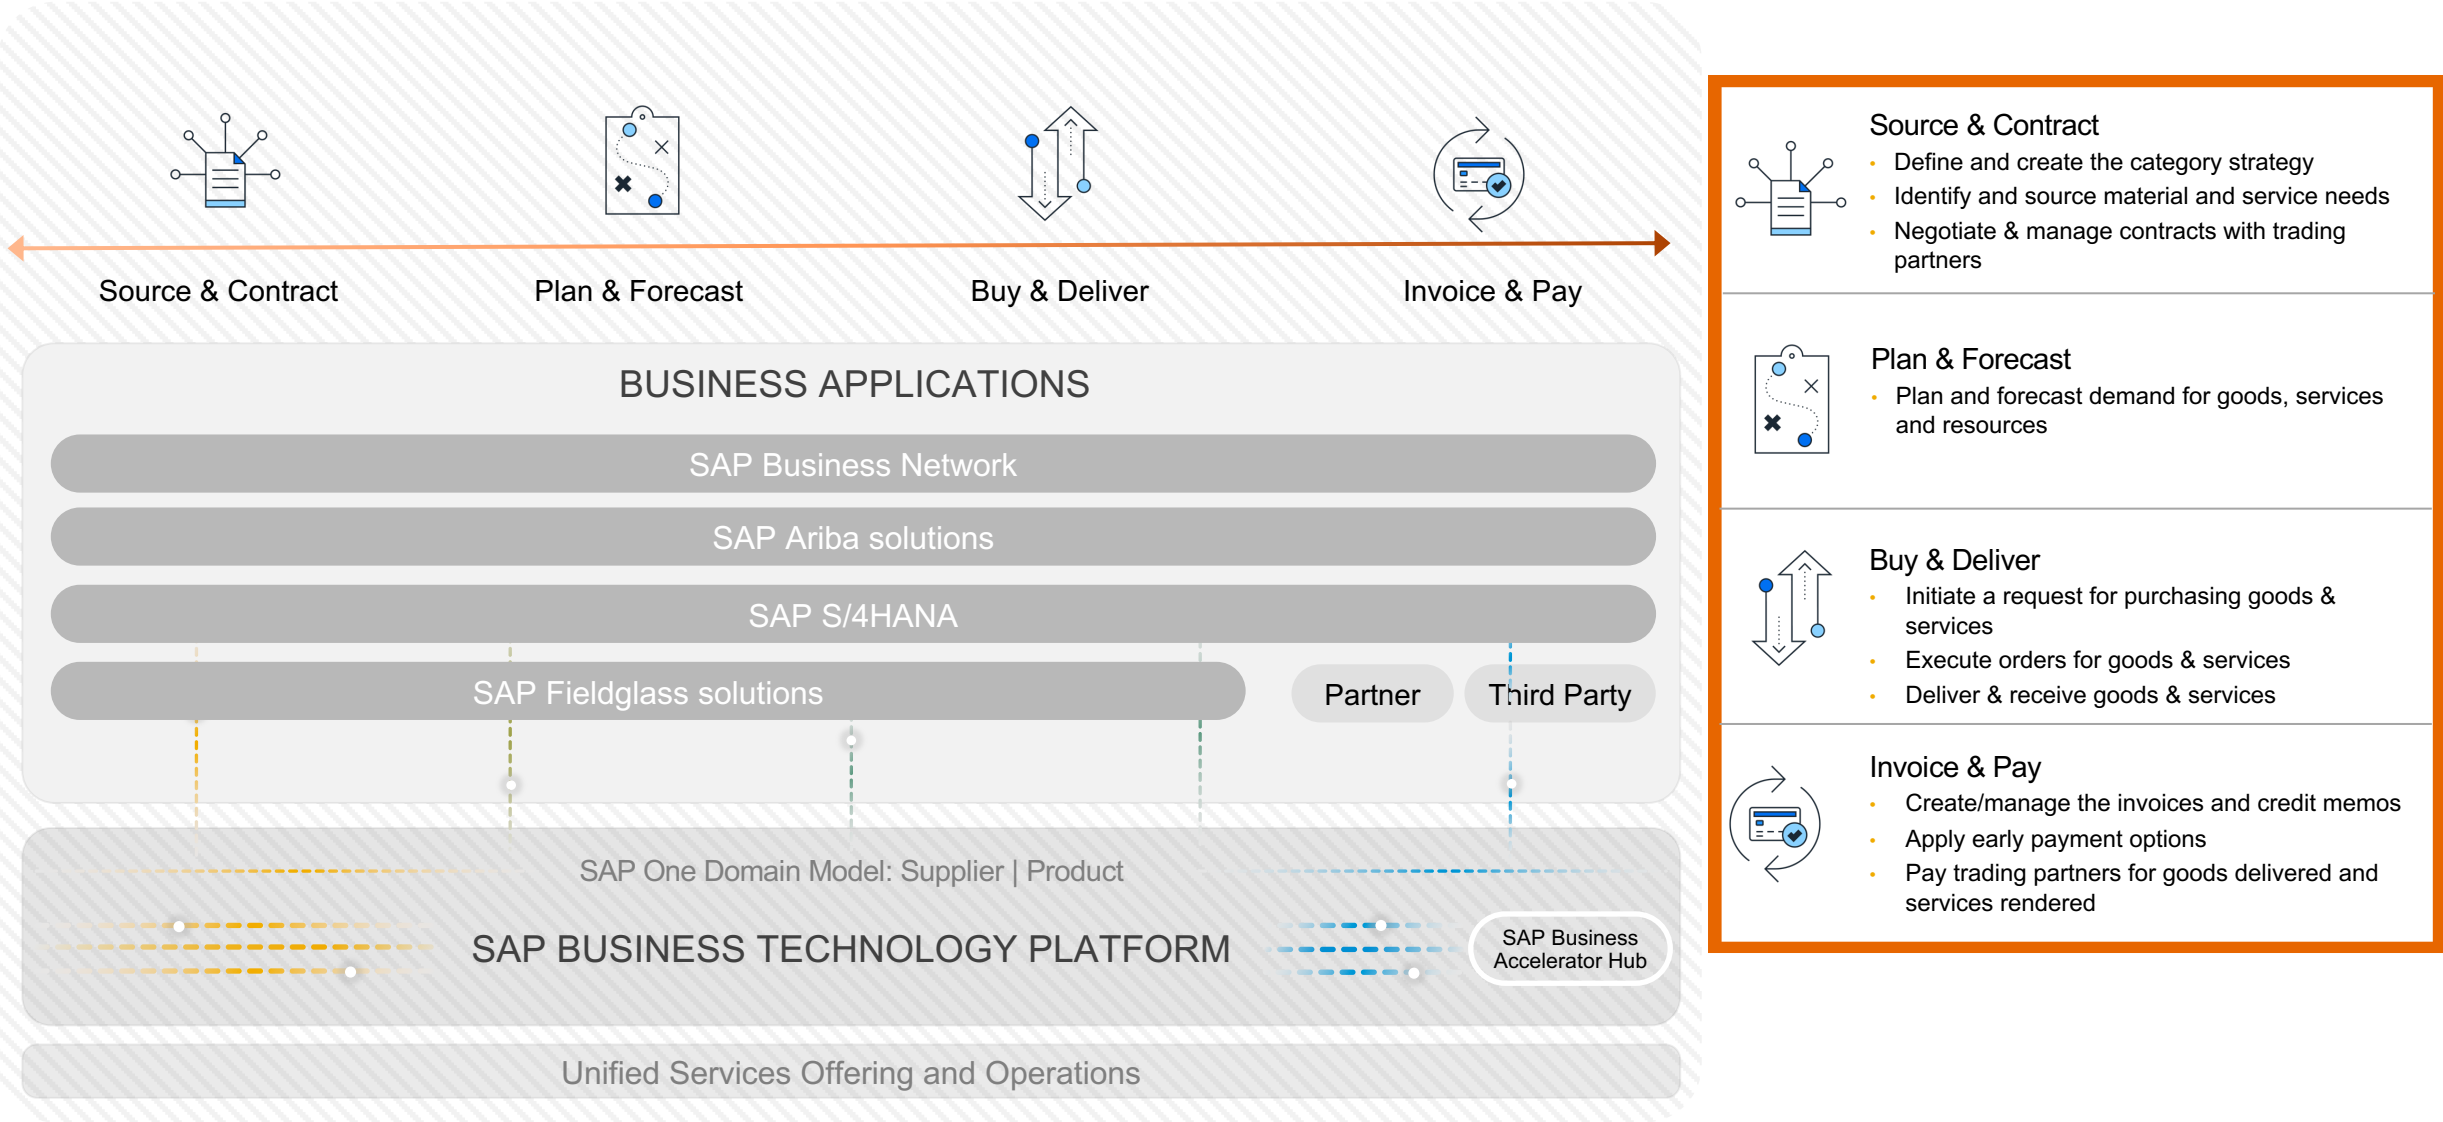 Source & Contract
Plan & Forecast
Buy & Deliver
Invoice & Pay
BUSINESS APPLICATIONS
SAP Business Network
SAP Ariba solutions
SAP S/4HANA
SAP Fieldglass solutions
Partner
Third Party
SAP One Domain Model: Supplier | Product
SAP BUSINESS TECHNOLOGY PLATFORM
SAP Business
Accelerator Hub
Unified Services Offering and Operations
Source & Contract
• Define and create the category strategy
• Identify and source material and service needs
• Negotiate & manage contracts with trading
partners
Plan & Forecast
• Plan and forecast demand for goods, services
and resources
Buy & Deliver
• Initiate a request for purchasing goods &
services
• Execute orders for goods & services
• Deliver & receive goods & services
Invoice & Pay
• Create/manage the invoices and credit memos
• Apply early payment options
• Pay trading partners for goods delivered and
services rendered